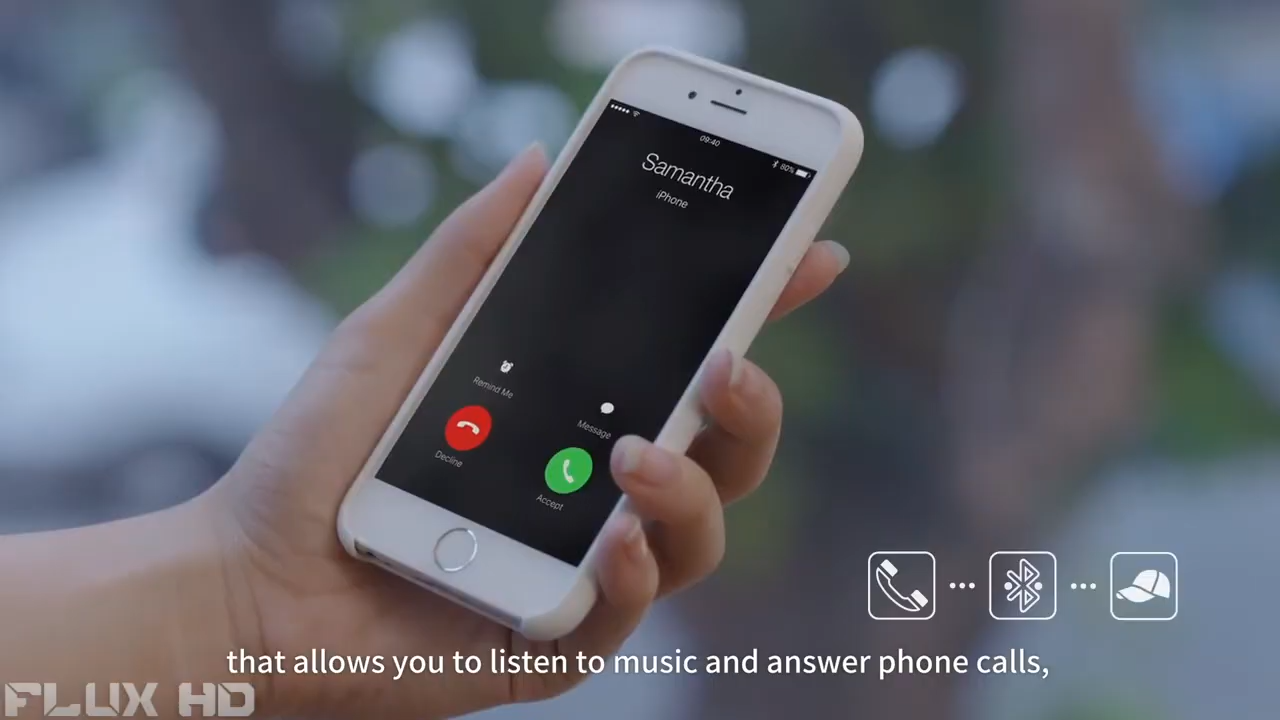 09:40
80%
Samantha
iPhone
Remind Me
Message
Decline
Accept
that allows you to listen to music and answer phone calls,
FLUX HD